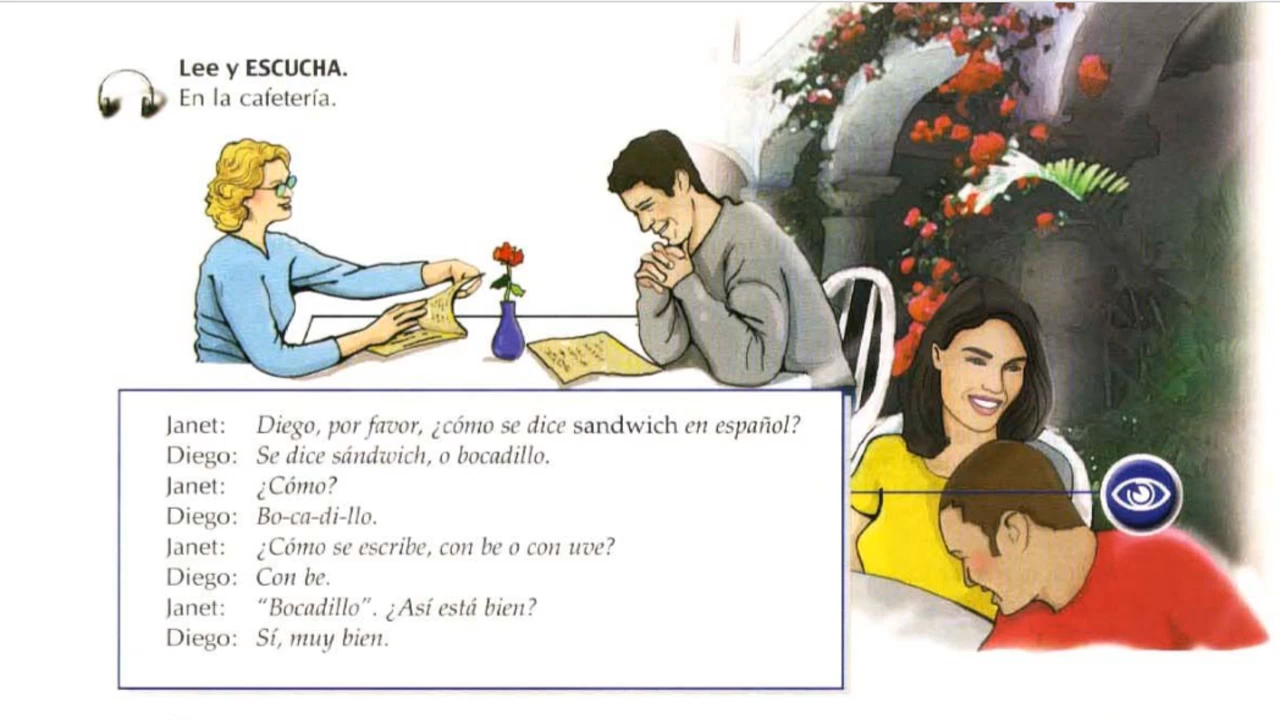 Lee y ESCUCHA.
En la cafetería.
Janet: Diego, por favor, ¿cómo se dice sandwich en español?
Diego: Se dice sándwich, o bocadillo.
Janet: ¿Cómo?
Diego: Bo-ca-di-llo.
Janet: ¿Cómo se escribe, con be o con uve?
Diego: Con be.
Janet: “Bocadillo”. ¿Así está bien?
Diego: Sí, muy bien.